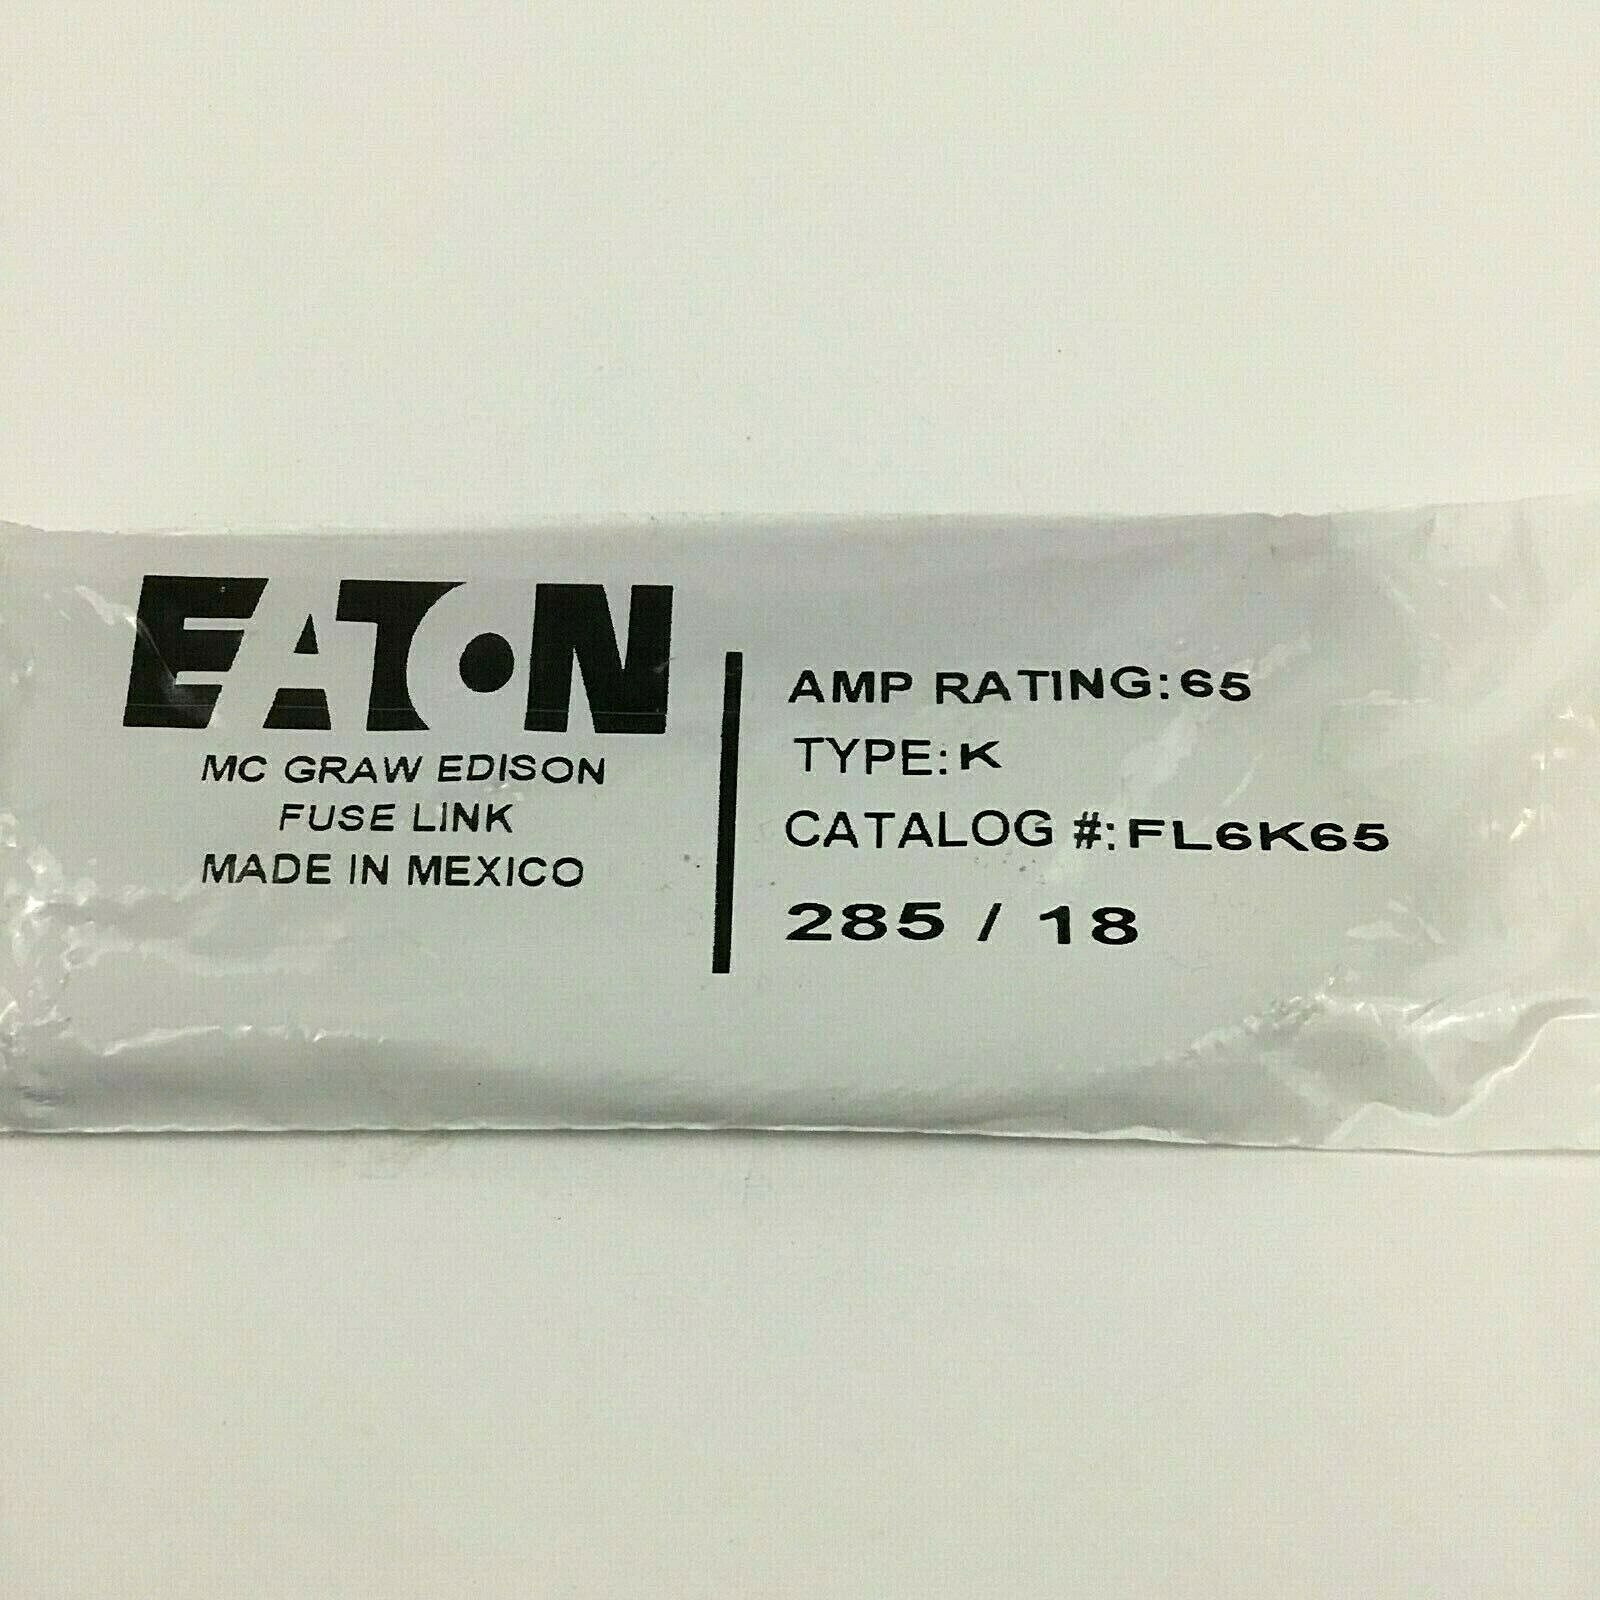 EATON
MC GRAW EDISON
FUSE LINK
MADE IN MEXICO
AMP RATING: 65
TYPE: K
CATALOG #: FL6K65
285 / 18